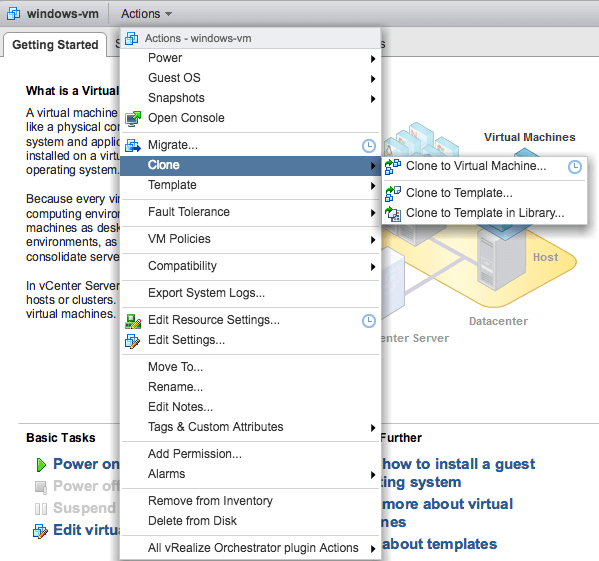 windows-vm
Actions
Getting Started
S
s
Actions - windows-vm
Power
Guest OS
Snapshots
Open Console
Migrate...
Clone
Template
Fault Tolerance
VM Policies
Compatibility
Export System Logs...
Edit Resource Settings...
Edit Settings...
Move To...
Rename...
Edit Notes...
Tags & Custom Attributes
Add Permission...
Alarms
Remove from Inventory
Delete from Disk
All vRealize Orchestrator plugin Actions
Clone to Virtual Machine...
Clone to Template...
Clone to Template in Library...
What is a Virtual
A virtual machine
like a physical com
system and applic
installed on a virtu
operating system.
Because every vir
computing environ
machines as desk
environments, as
consolidate serve
In vCenter Server
hosts or clusters.
virtual machines.
Virtual Machines
Host
Datacenter
enter Server
Basic Tasks
Power on
Power off
Suspend
Edit virtu
Further
how to install a guest
ting system
more about virtual
nes
about templates